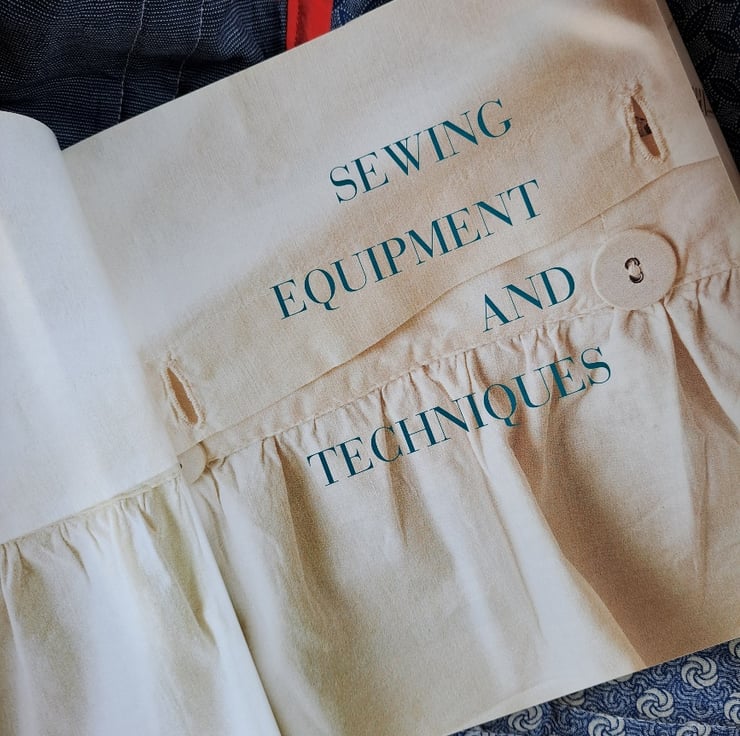 SEWING
EQUIPMENT
AND
TECHNIQUES